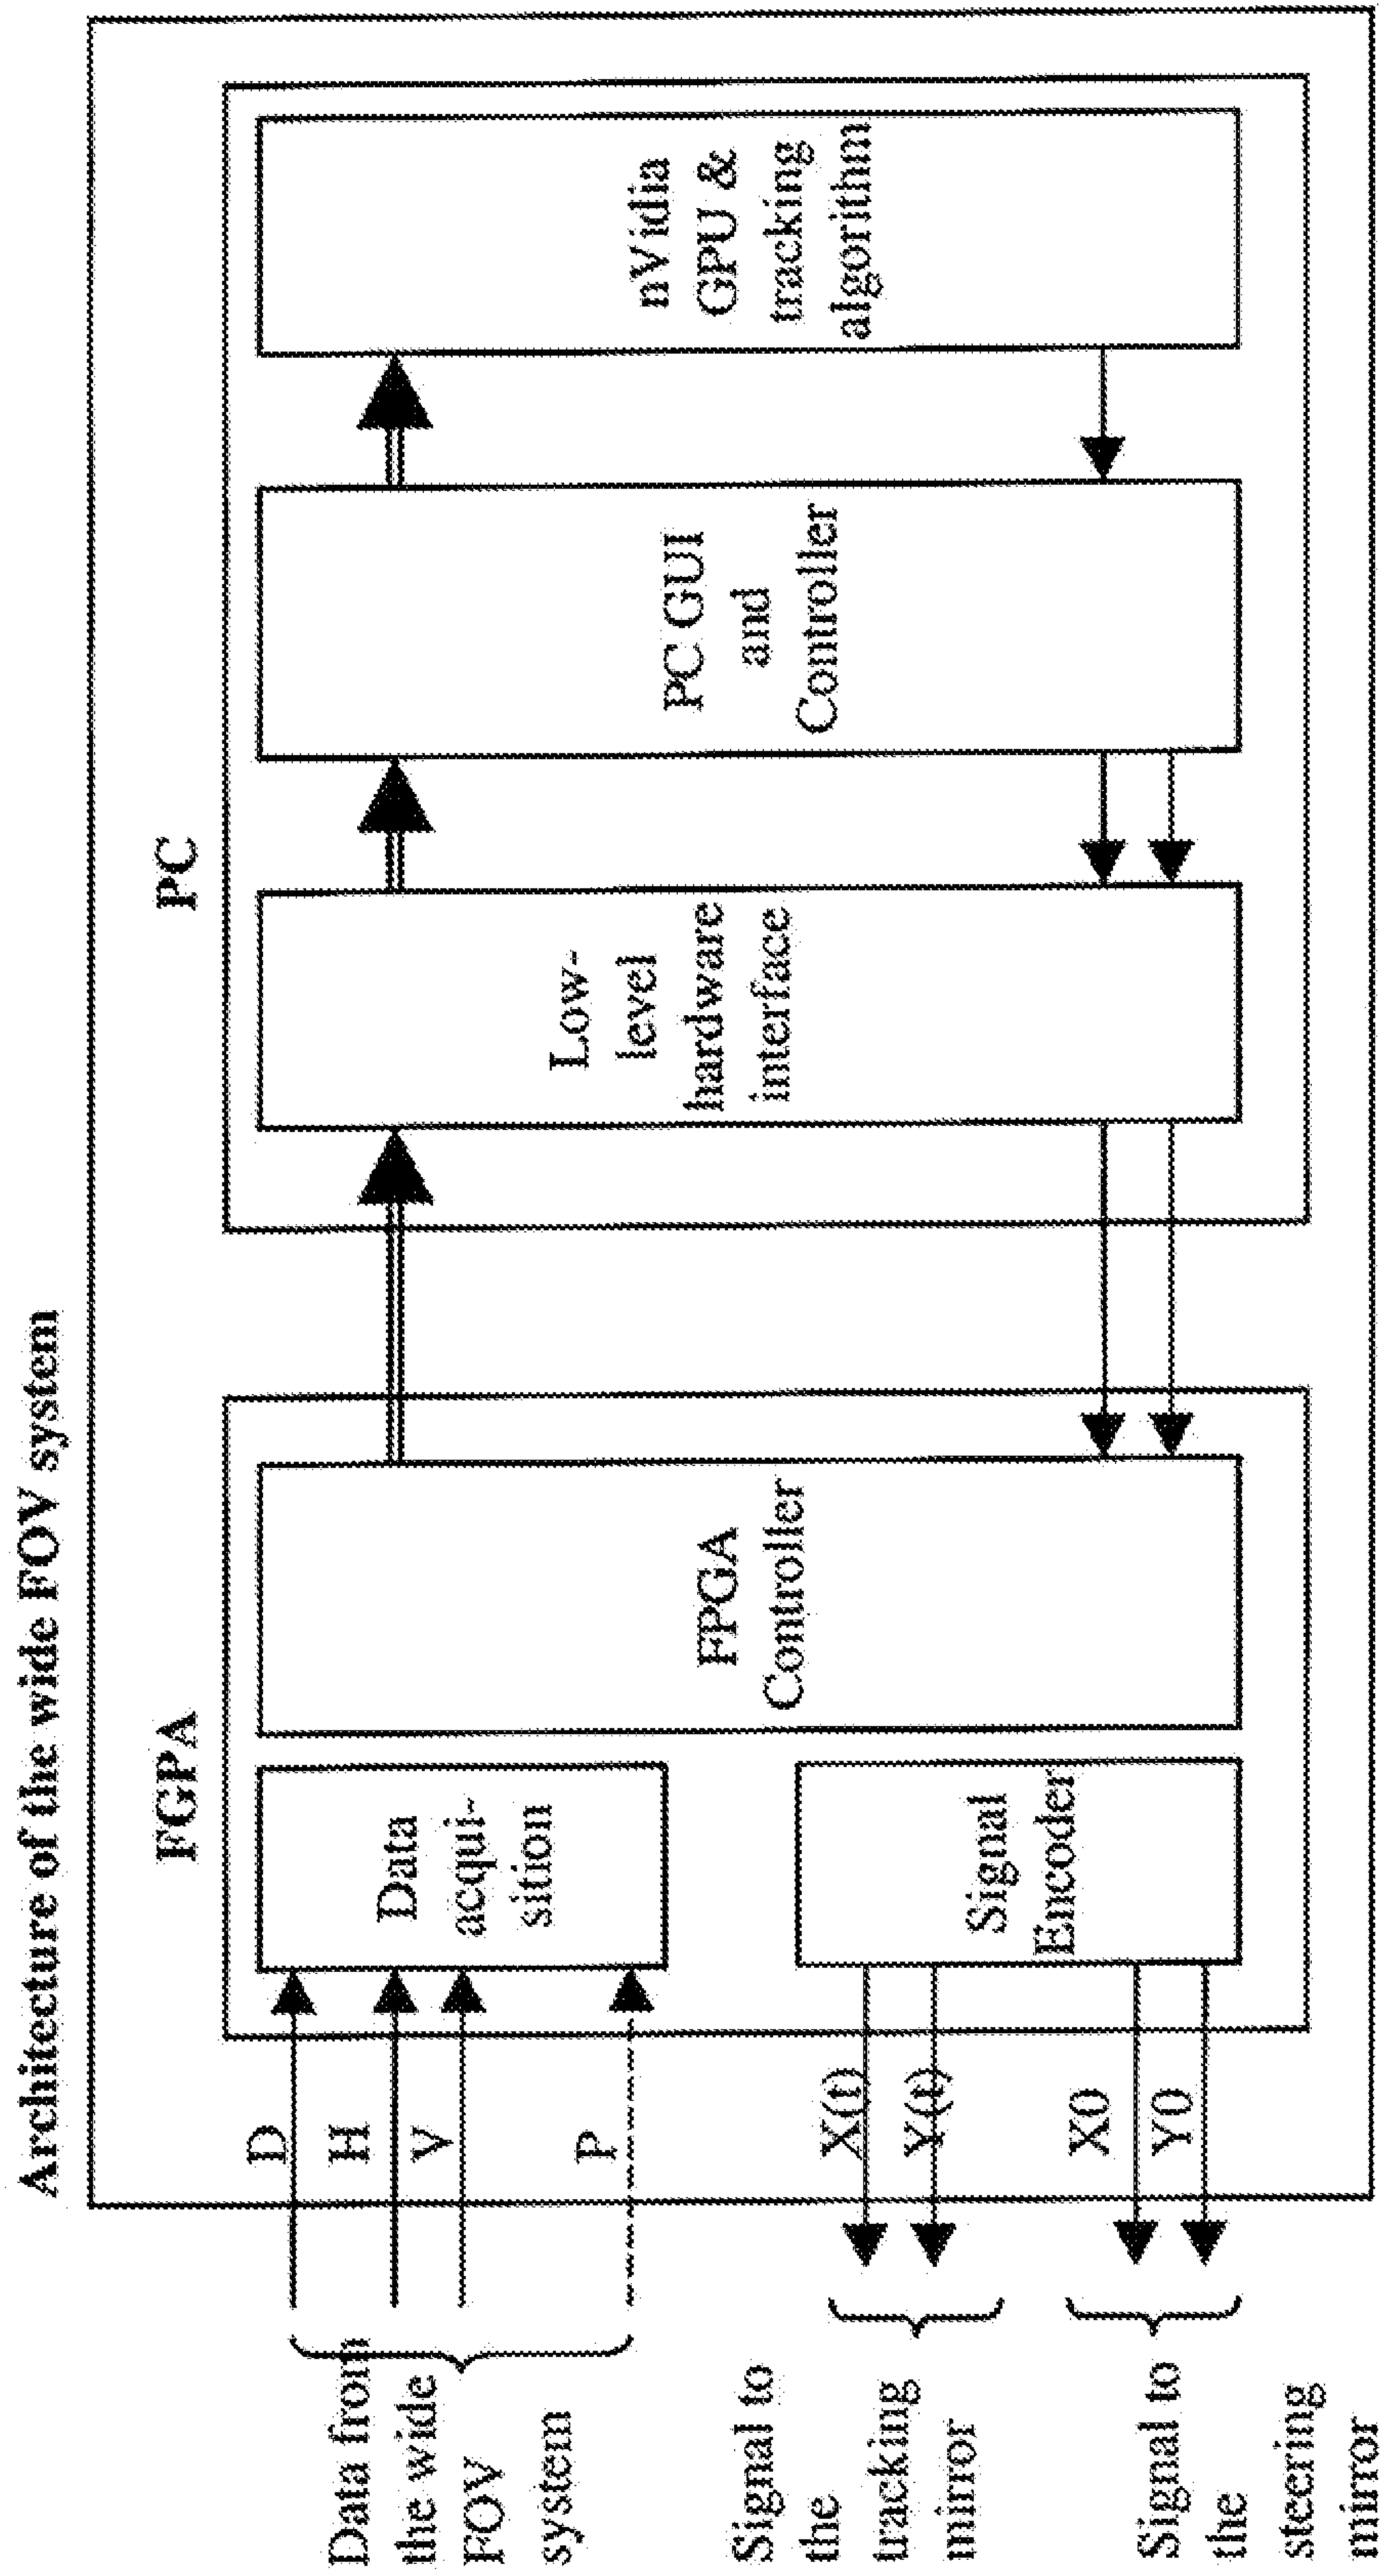 Architecture of the wide FOV system
FGPA
PC
Data from
the wide
FOV
system
D
H
V
P
Data
acqui-
sition
Signal to
the
tracking
mirror
X(t)
Y(t)
Signal to
the
steering
mirror
X0
Y0
Signal
Encoder
FPGA
Controller
Low-
level
hardware
interface
PC GUI
and
Controller
nVidia
GPU &
tracking
algorithm